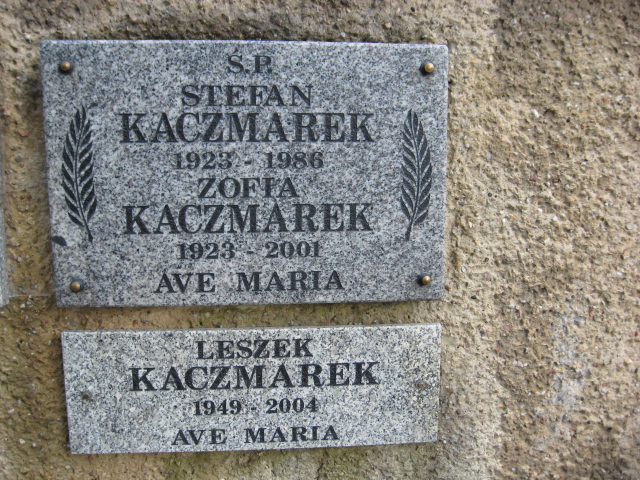 Ś.P.
STEFAN
KACZMAREK
1923 - 1986
ZOFIA
KACZMAREK
1923 - 2001
AVE MARIA
LESZEK
KACZMAREK
1949 - 2004
AVE MARIA